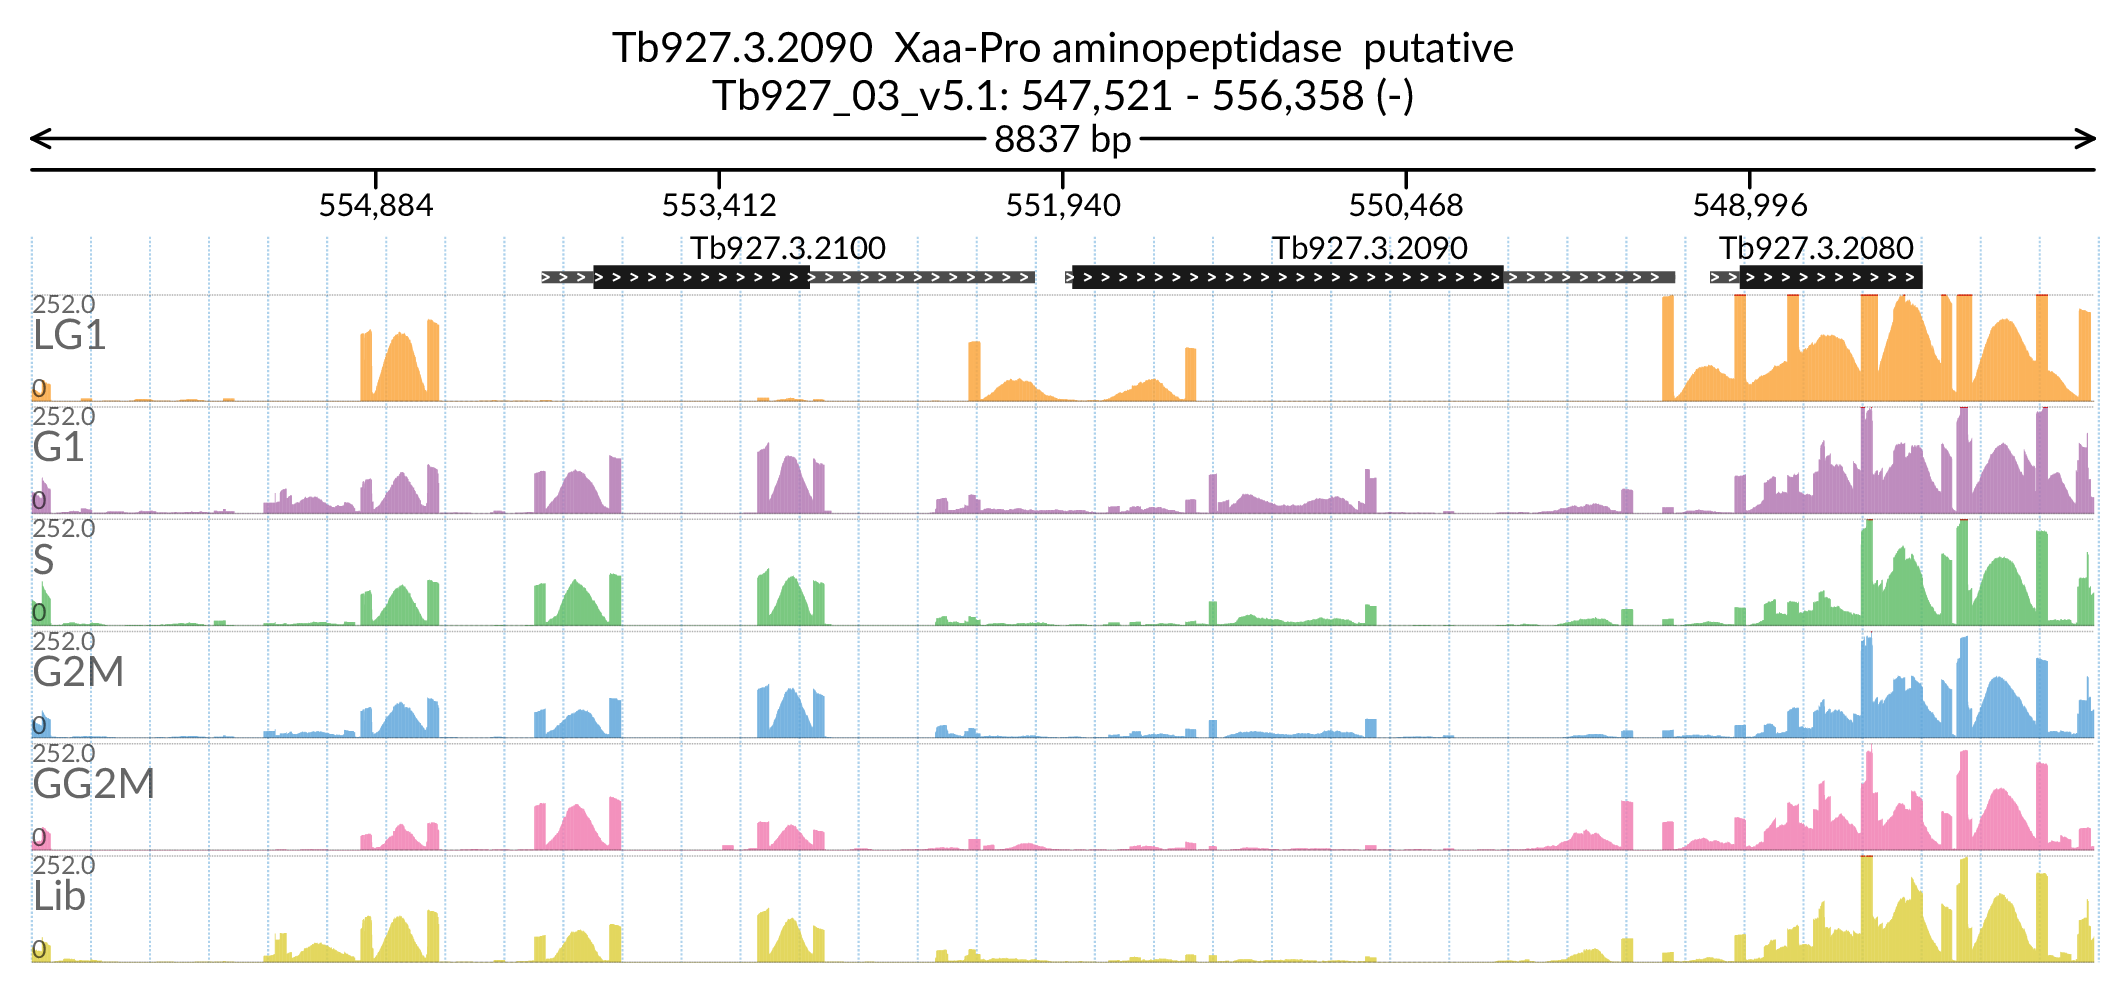 Tb927.3.2090 Xaa-Pro aminopeptidase putative
Tb927_03_v5.1: 547,521 - 556,358 (-)
8837 bp
554,884 553,412 551,940 550,468 548,996
Tb927.3.2100 Tb927.3.2090 Tb927.3.2080
252.0
LG1
0
252.0
G1
0
252.0
S
0
252.0
G2M
0
252.0
GG2M
0
252.0
Lib
0